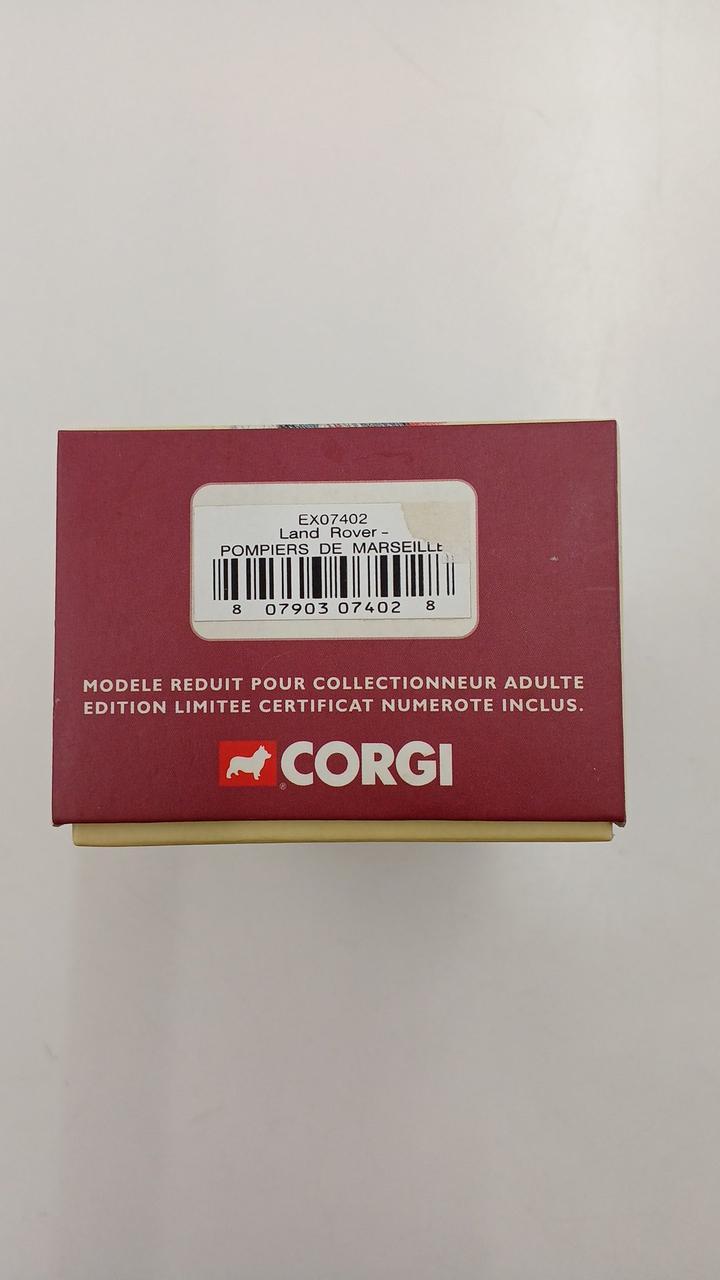 EX07402
Land Rover -
POMPIERS DE MARSEILLE
8 07903 07402 8
MODELE REDUIT POUR COLLECTIONNEUR ADULTE
EDITION LIMITEE CERTIFICAT NUMEROTE INCLUS.
CORGI